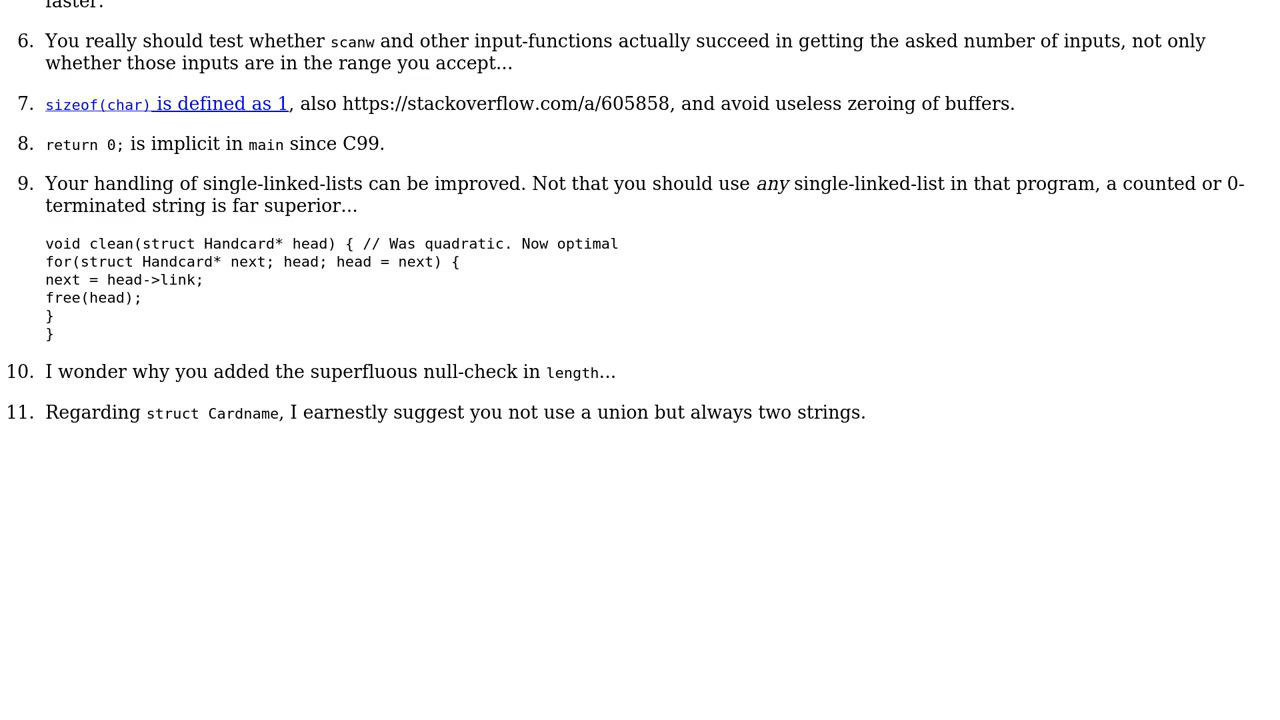 faster.
6. You really should test whether scanw and other input-functions actually succeed in getting the asked number of inputs, not only
whether those inputs are in the range you accept...
7. sizeof(char) is defined as 1, also https://stackoverflow.com/a/605858, and avoid useless zeroing of buffers.
8. return 0; is implicit in main since C99.
9. Your handling of single-linked-lists can be improved. Not that you should use any single-linked-list in that program, a counted or 0-
terminated string is far superior...
void clean(struct Handcard* head) { // Was quadratic. Now optimal
for(struct Handcard* next; head; head = next) {
next = head->link;
free(head);
}
}
10. I wonder why you added the superfluous null-check in length...
11. Regarding struct Cardname, I earnestly suggest you not use a union but always two strings.